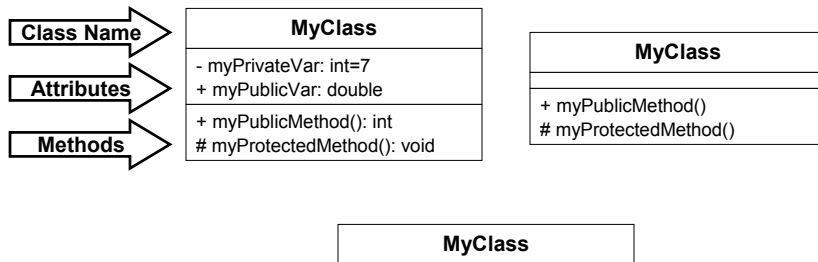 Class Name
Attributes
Methods
MyClass
- myPrivateVar: int=7
+ myPublicVar: double
+ myPublicMethod(): int
# myProtectedMethod(): void
MyClass
+ myPublicMethod()
# myProtectedMethod()
MyClass